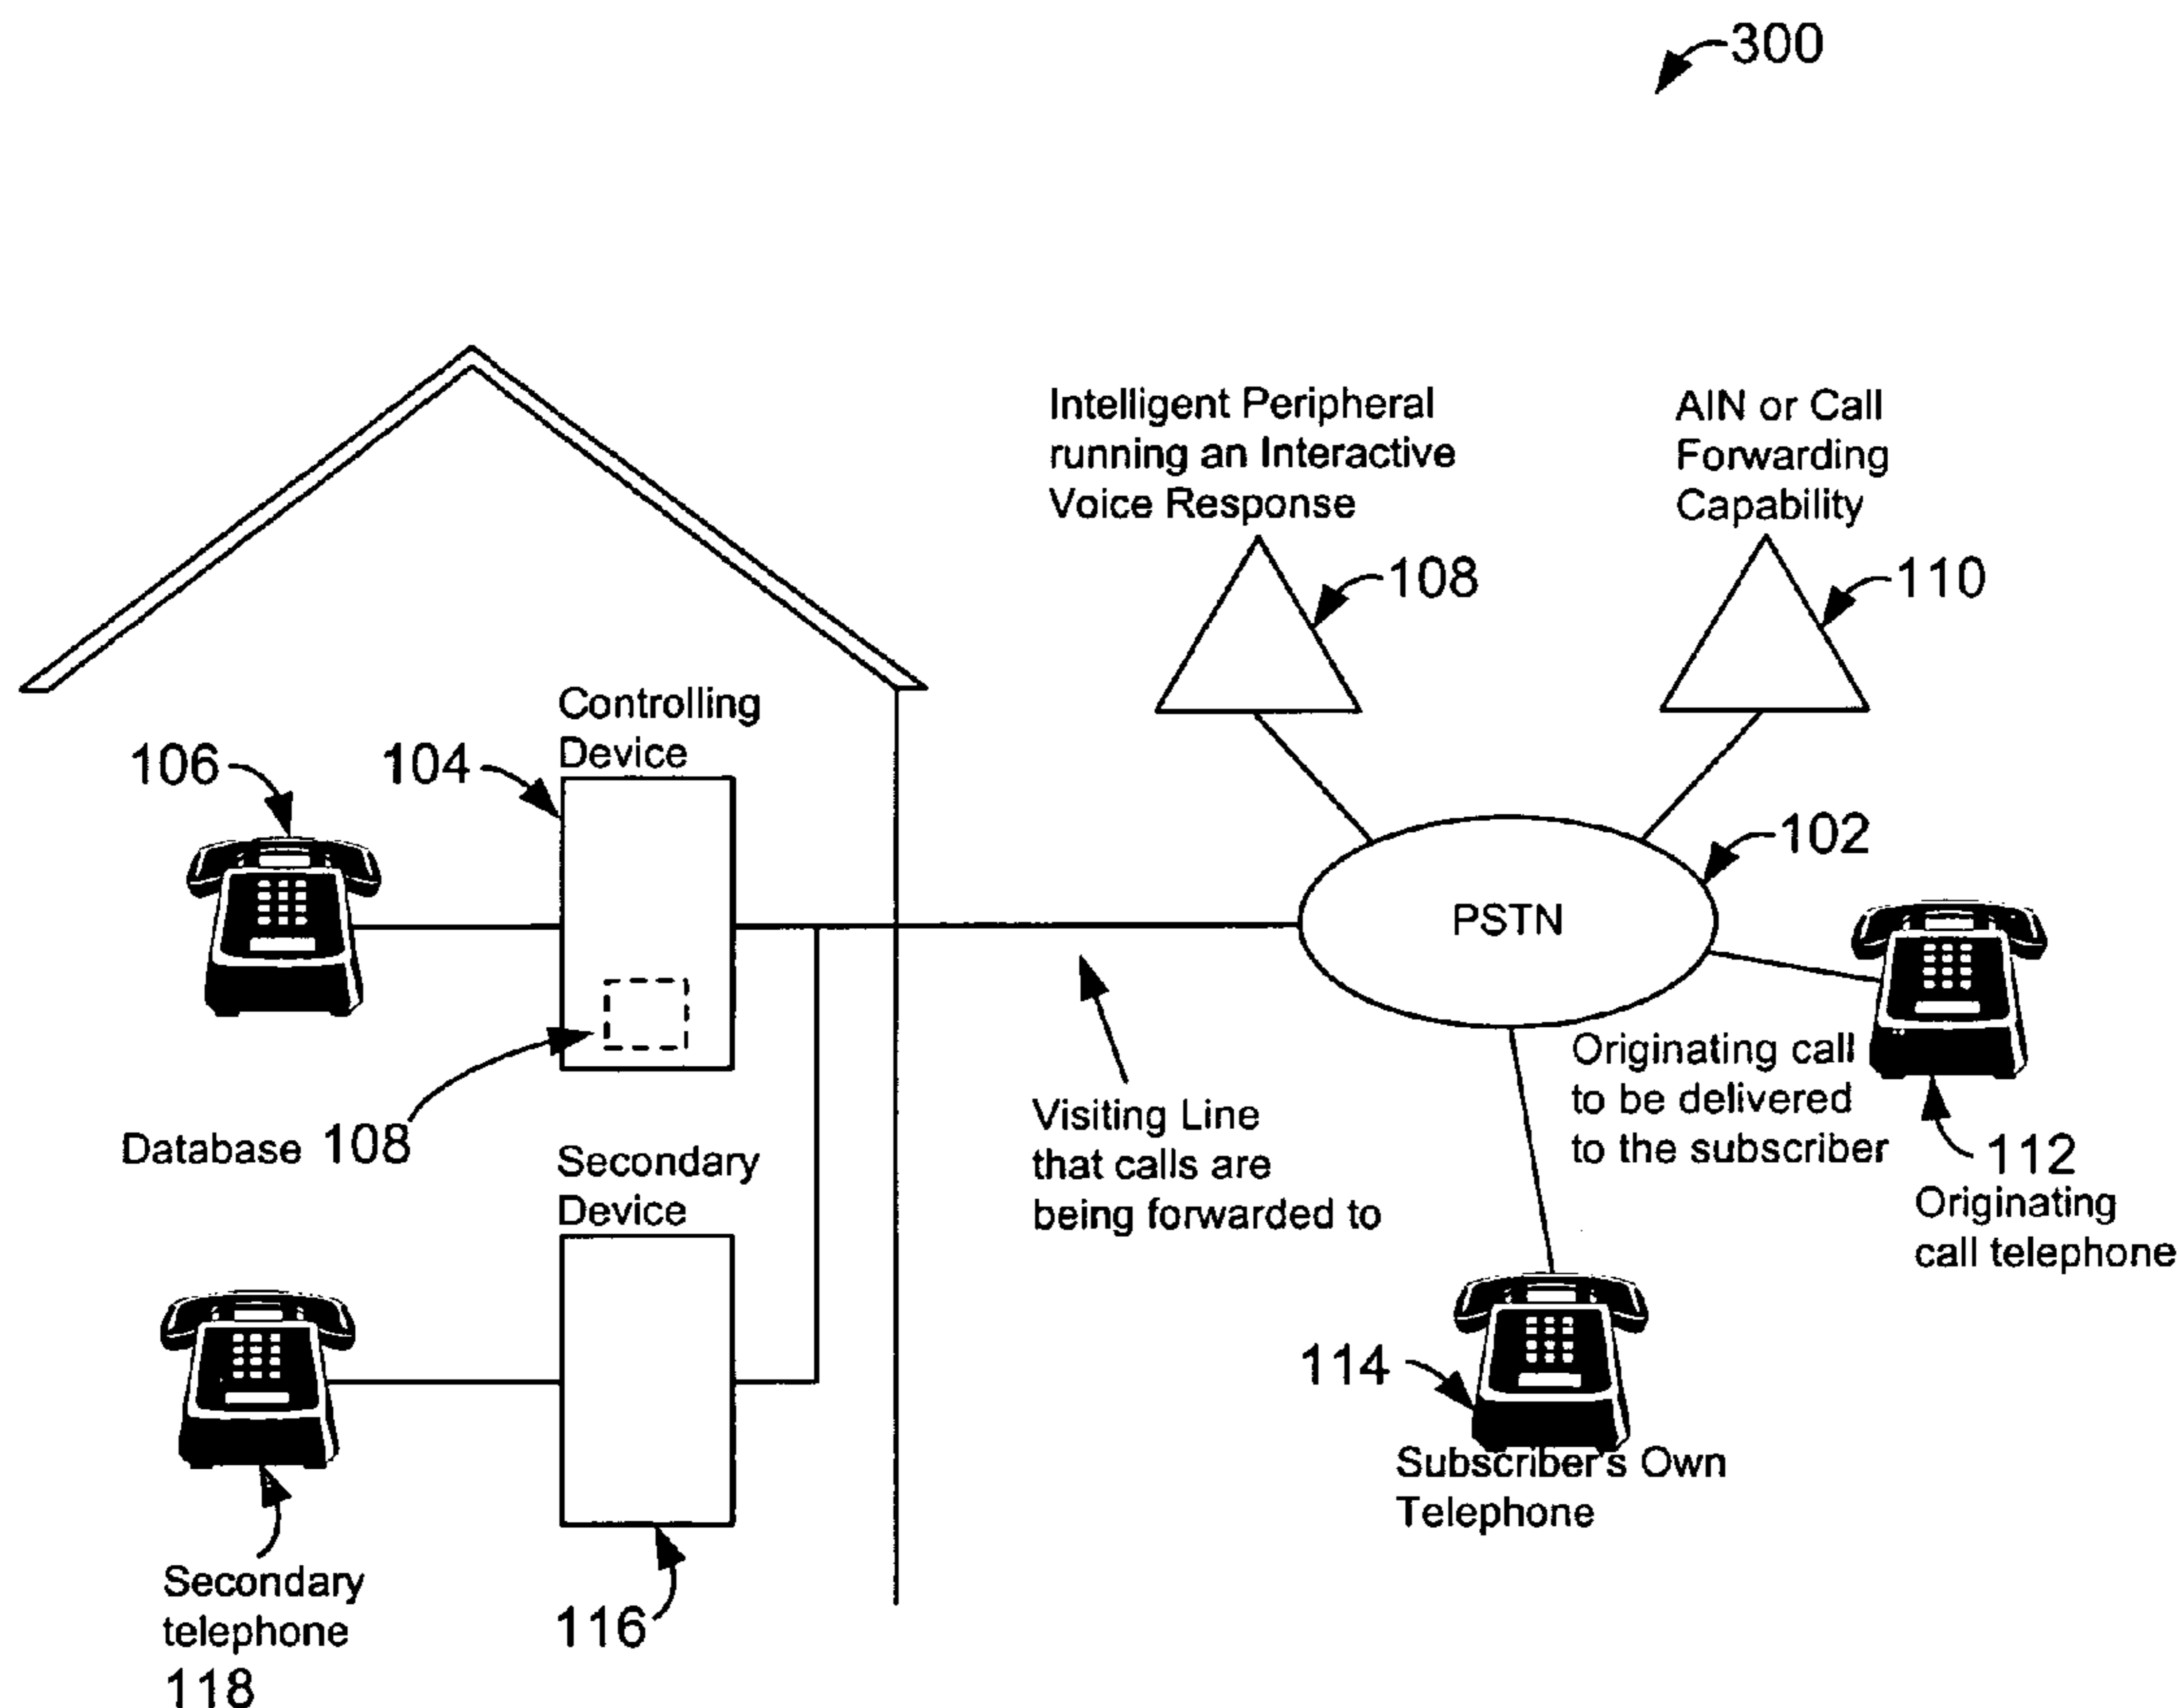 300
Intelligent Peripheral
running an Interactive
Voice Response
AIN or Call
Forwarding
Capability
108
110
Controlling
Device
106
104
102
PSTN
Database 108
Visiting Line
that calls are
being forwarded to
Originating call
to be delivered
to the subscriber
112
Originating
call telephone
Secondary
Device
114
Subscriber's Own
Telephone
Secondary
telephone
118
116